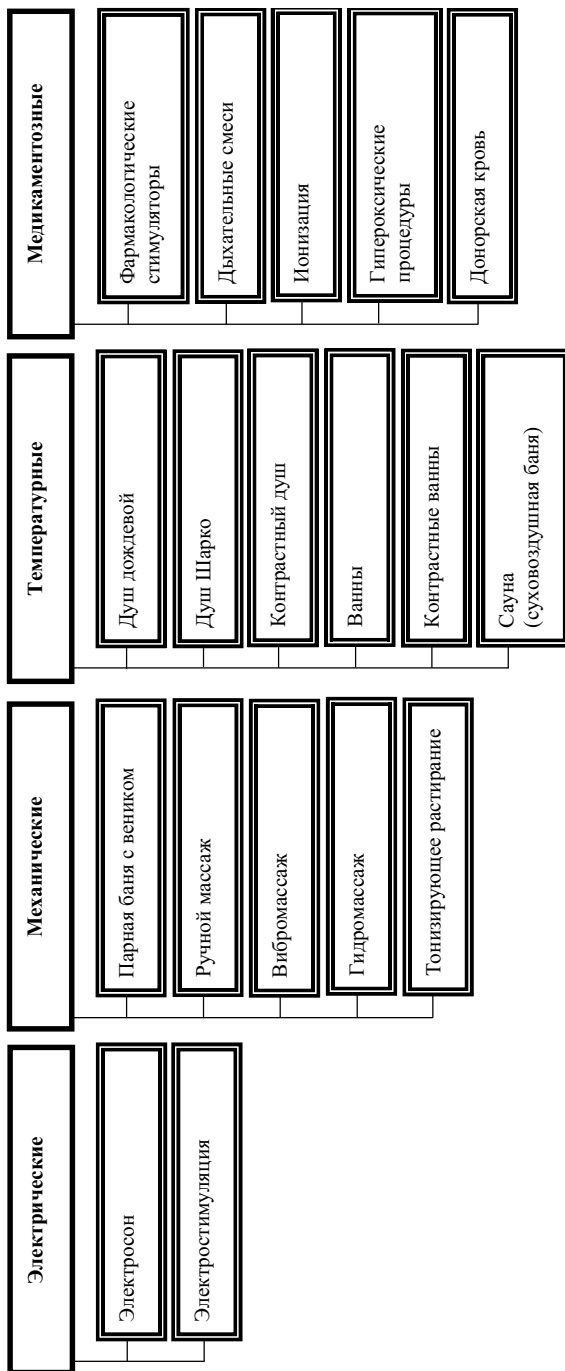 Электрические
Электросон
Электростимуляция
Механические
Парная баня с веником
Ручной массаж
Вибромассаж
Гидромассаж
Тонизирующее растирание
Температурные
Душ дождевой
Душ Шарко
Контрастный душ
Ванны
Контрастные ванны
Сауна
(суховоздушная баня)
Медикаментозные
Фармакологические
стимуляторы
Дыхательные смеси
Ионизация
Гипероксические
процедуры
Донорская кровь